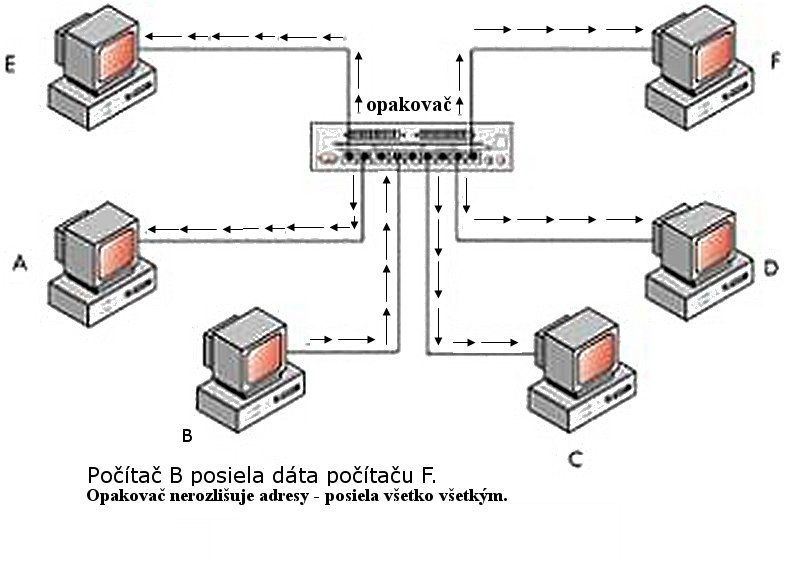 E
F
opakovač
A
D
B
C
Počítač B posiela dáta počítaču F.
Opakovač nerozlišuje adresy - posiela všetko všetkým.